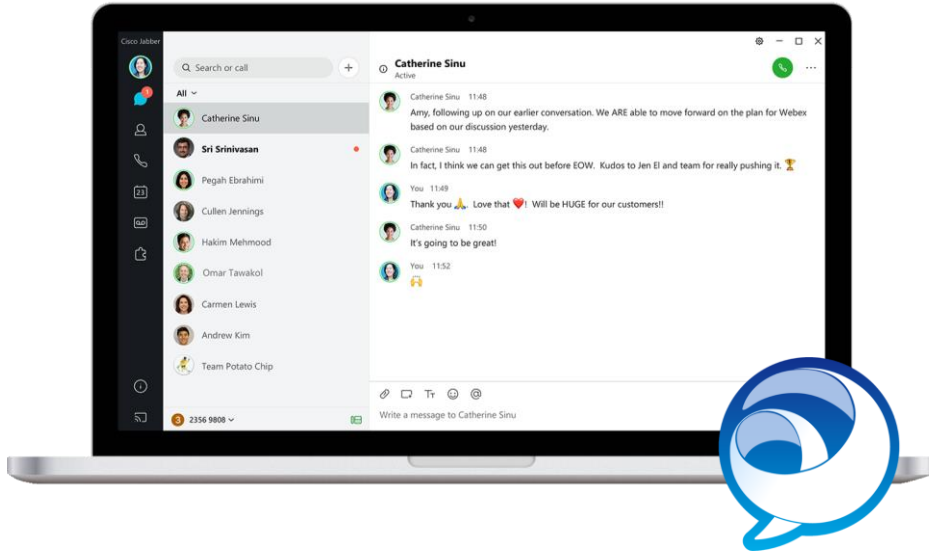 Cisco Jabber
1
23
Search or call
All
Catherine Sinu
Sri Srinivasan
Pegah Ebrahimi
Cullen Jennings
Hakim Mehmood
Omar Tawakol
Carmen Lewis
Andrew Kim
Team Potato Chip
3 2356 9808
Catherine Sinu
Active
Catherine Sinu 11:48
Amy, following up on our earlier conversation. We ARE able to move forward on the plan for Webex
based on our discussion yesterday.
Catherine Sinu 11:48
In fact, I think we can get this out before EOW. Kudos to Jen El and team for really pushing it. 🏆
You 11:49
Thank you 🙏. Love that ❤️! Will be HUGE for our customers!!
Catherine Sinu 11:50
It's going to be great!
You 11:52
🙌
Tт
@
Write a message to Catherine Sinu